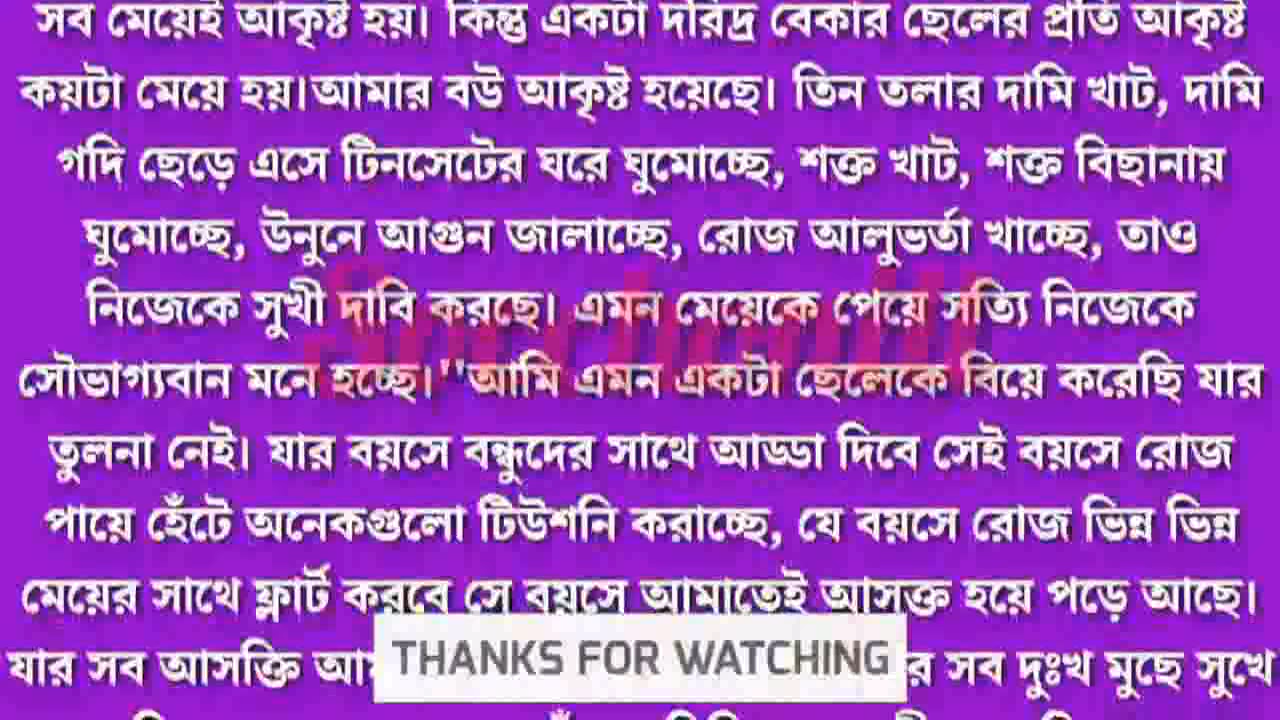 সব মেয়েই আকৃষ্ট হয়। কিন্তু একটা দরিদ্র বেকার ছেলের প্রতি আকৃষ্ট
কয়টা মেয়ে হয়।আমার বউ আকৃষ্ট হয়েছে। তিন তলার দামি খাট, দামি
গদি ছেড়ে এসে টিনসেটের ঘরে ঘুমোচ্ছে, শক্ত খাট, শক্ত বিছানায়
ঘুমোচ্ছে, উনুনে আগুন জালাচ্ছে, রোজ আলুভর্তা খাচ্ছে, তাও
নিজেকে সুখী দাবি করছে। এমন মেয়েকে পেয়ে সত্যি নিজেকে
সৌভাগ্যবান মনে হচ্ছে।''আমি এমন একটা ছেলেকে বিয়ে করেছি যার
তুলনা নেই। যার বয়সে বন্ধুদের সাথে আড্ডা দিবে সেই বয়সে রোজ
পায়ে হেঁটে অনেকগুলো টিউশনি করাচ্ছে, যে বয়সে রোজ ভিন্ন ভিন্ন
মেয়ের সাথে ফ্লার্ট করবে সে বয়সে আমাতেই আসক্ত হয়ে পড়ে আছে।
যার সব আসক্তি সব দুঃখ মুছে সুখে
THANKS FOR WATCHING